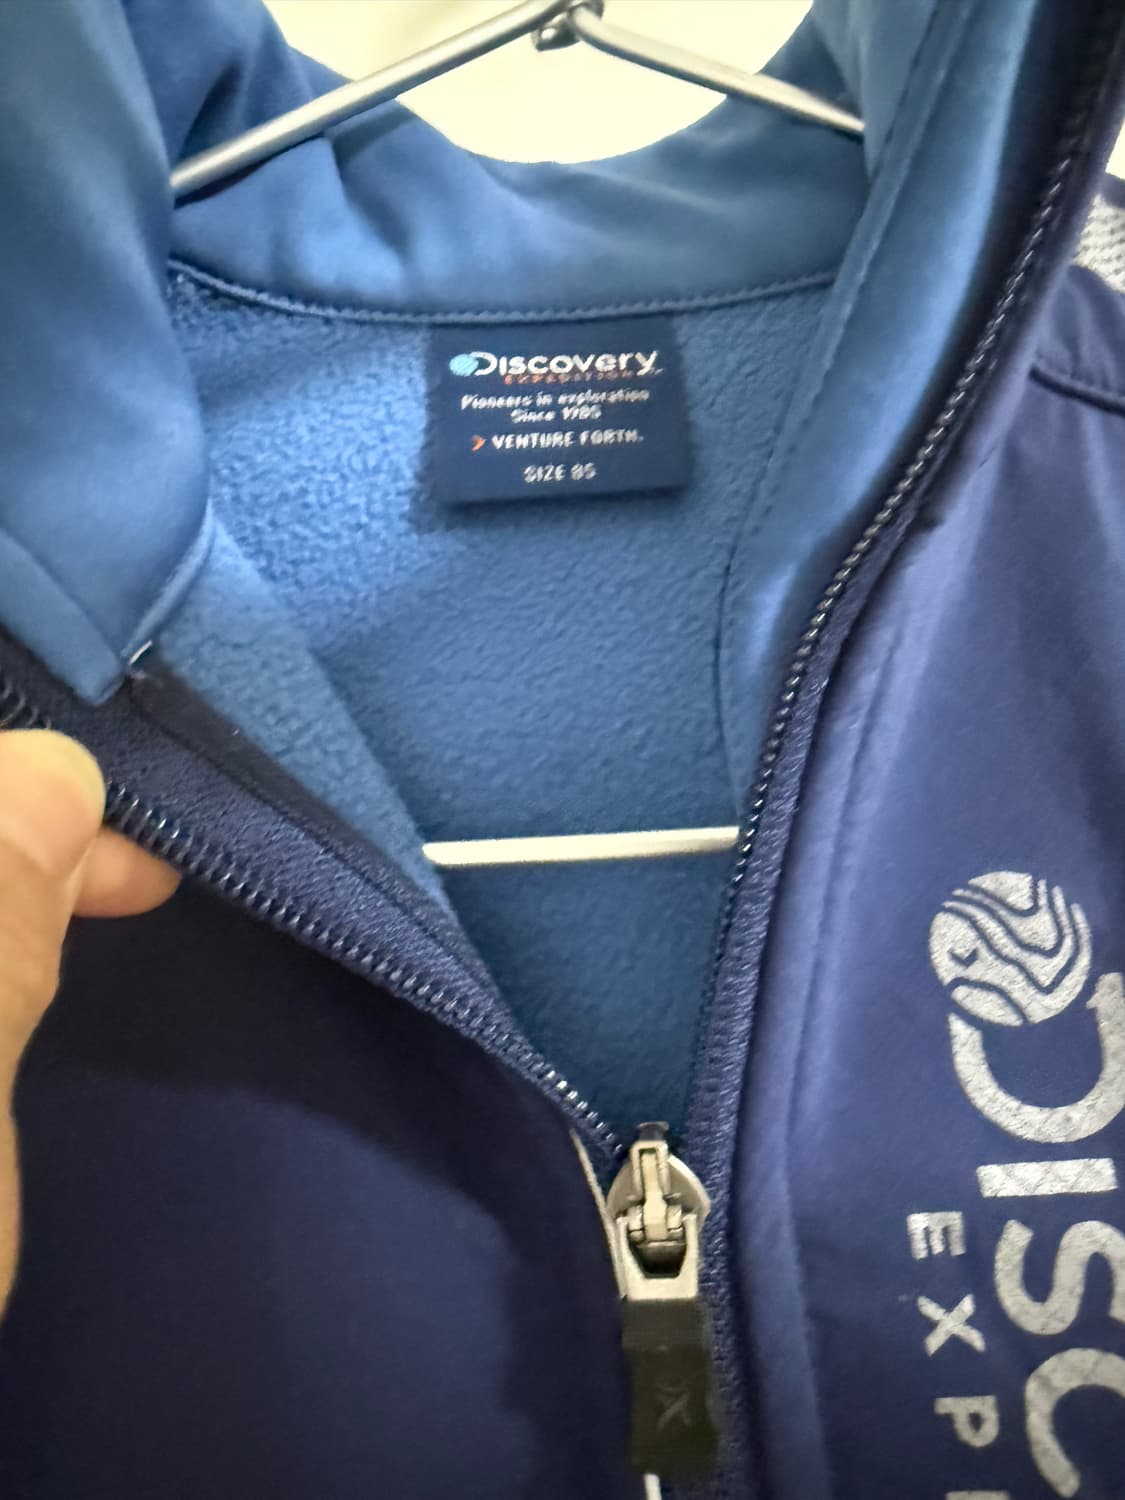 Discovery
EXPEDITION
Pioneers in exploration
Since 1985
VENTURE FORTH.
SIZE 85
DISC
EXP